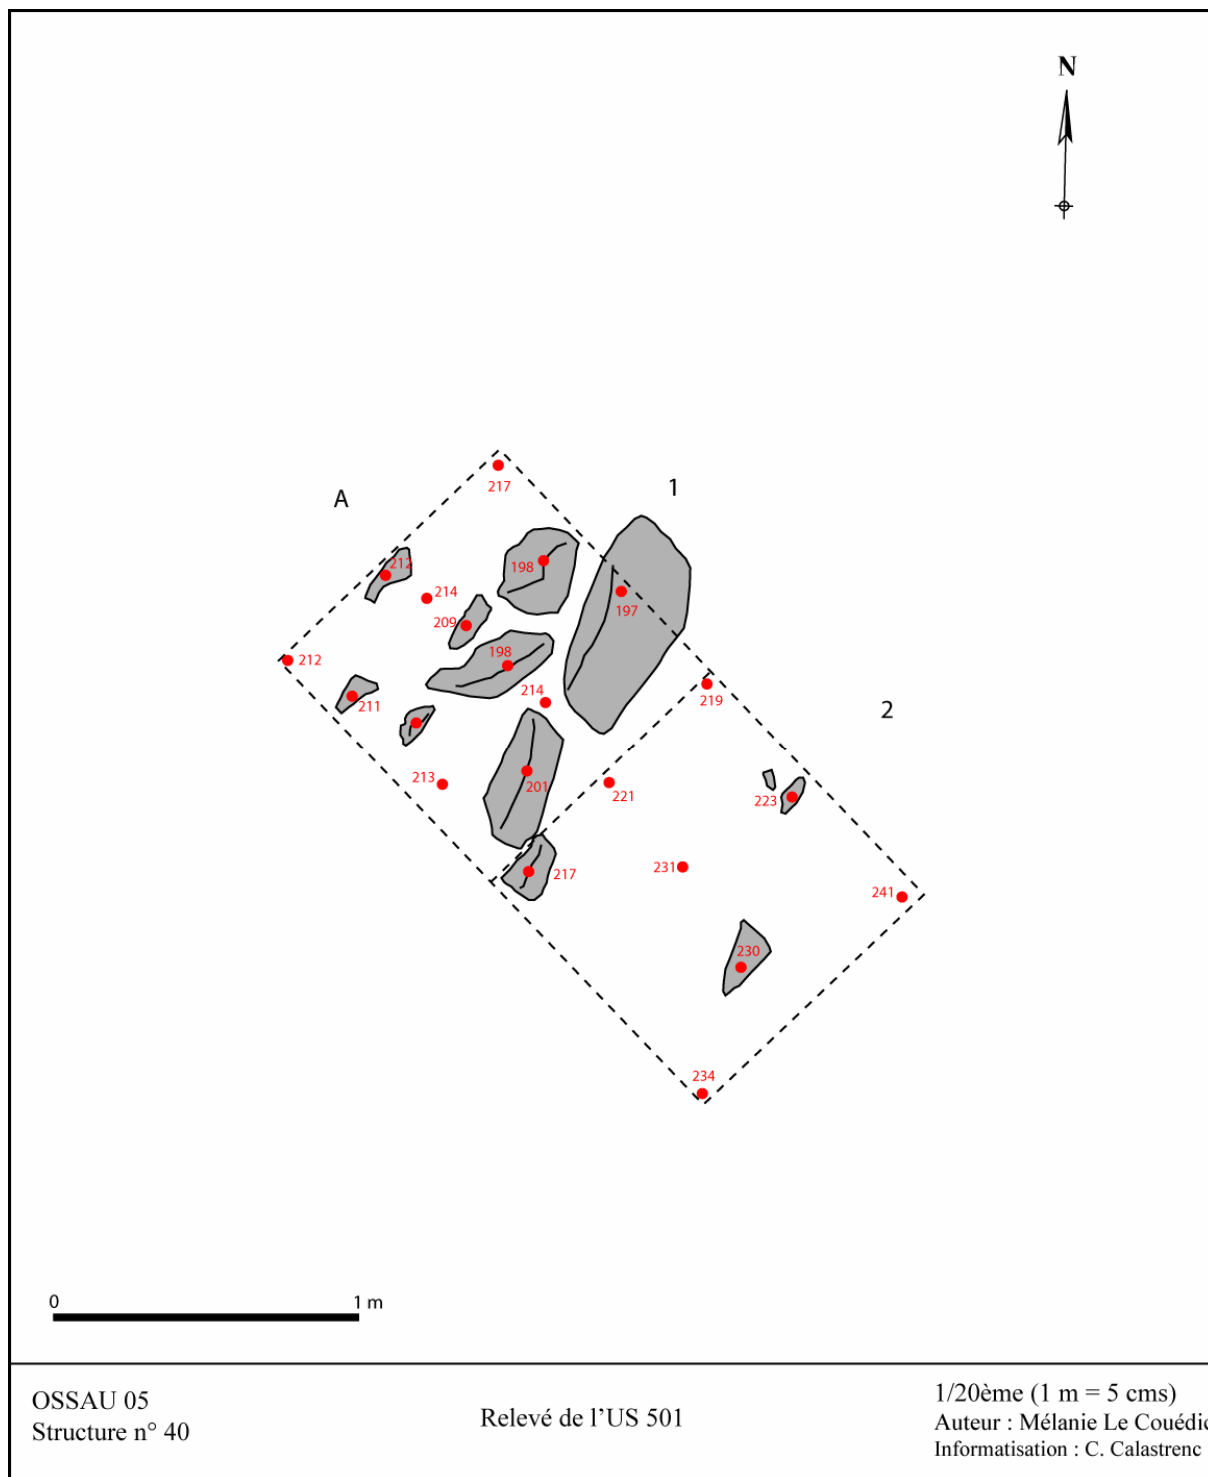 N
217
A
1
212
214
198
197
209
198
212
211
214
219
2
213
201
221
223
217
231
241
230
234
0 1 m
OSSAU 05
Structure n° 40
Relevé de l'US 501
1/20ème (1 m = 5 cms)
Auteur : Mélanie Le Couédic
Informatisation : C. Calastrenc